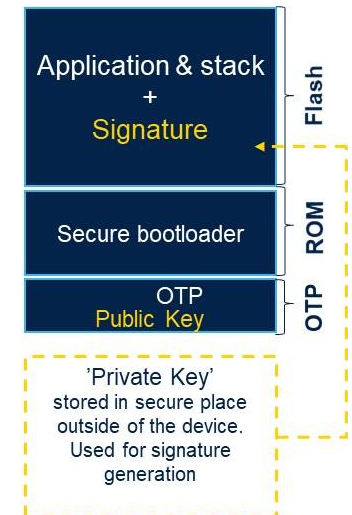 Application & stack
+
Signature
Flash
Secure bootloader
ROM
OTP
Public Key
OTP
’Private Key’
stored in secure place
outside of the device.
Used for signature
generation